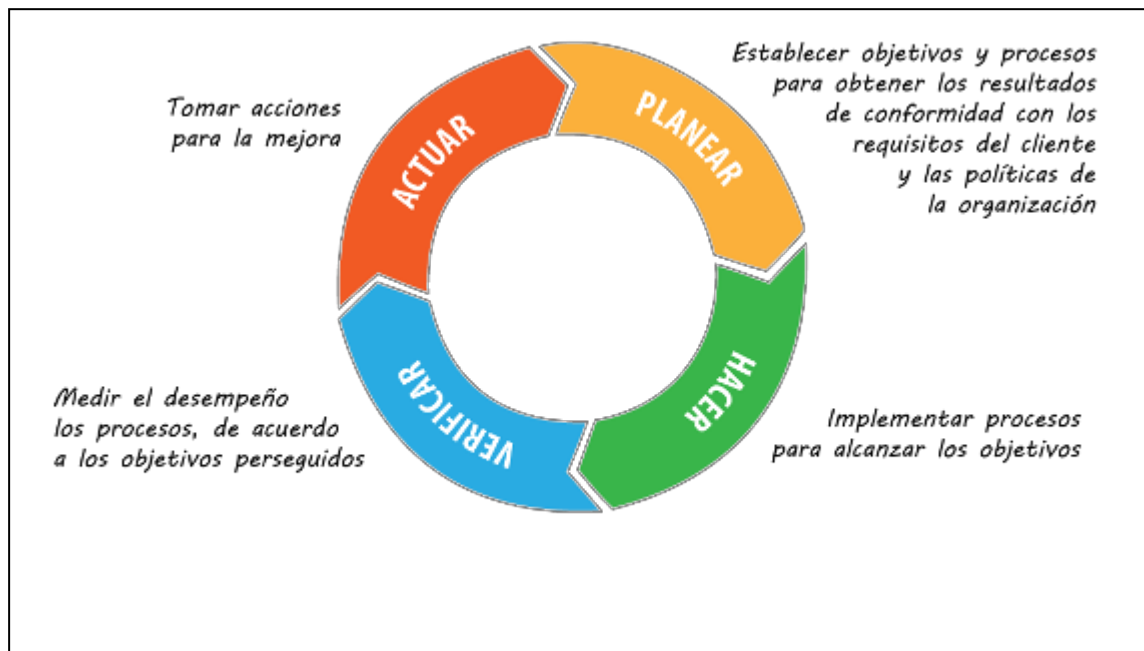 Establecer objetivos y procesos
para obtener los resultados
de conformidad con los
requisitos del cliente
y las políticas de
la organización
PLANEAR
HACER
Implementar procesos
para alcanzar los objetivos
VERIFICAR
Medir el desempeño
los procesos, de acuerdo
a los objetivos perseguidos
ACTUAR
Tomar acciones
para la mejora